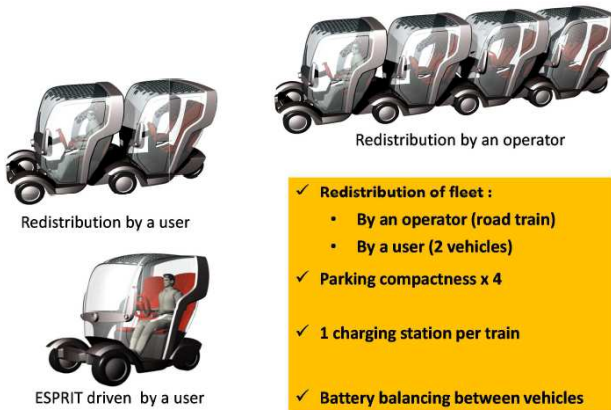 Redistribution by an operator
Redistribution by a user
ESPRIT driven by a user
✓ Redistribution of fleet :
• By an operator (road train)
• By a user (2 vehicles)
✓ Parking compactness x 4
✓ 1 charging station per train
✓ Battery balancing between vehicles